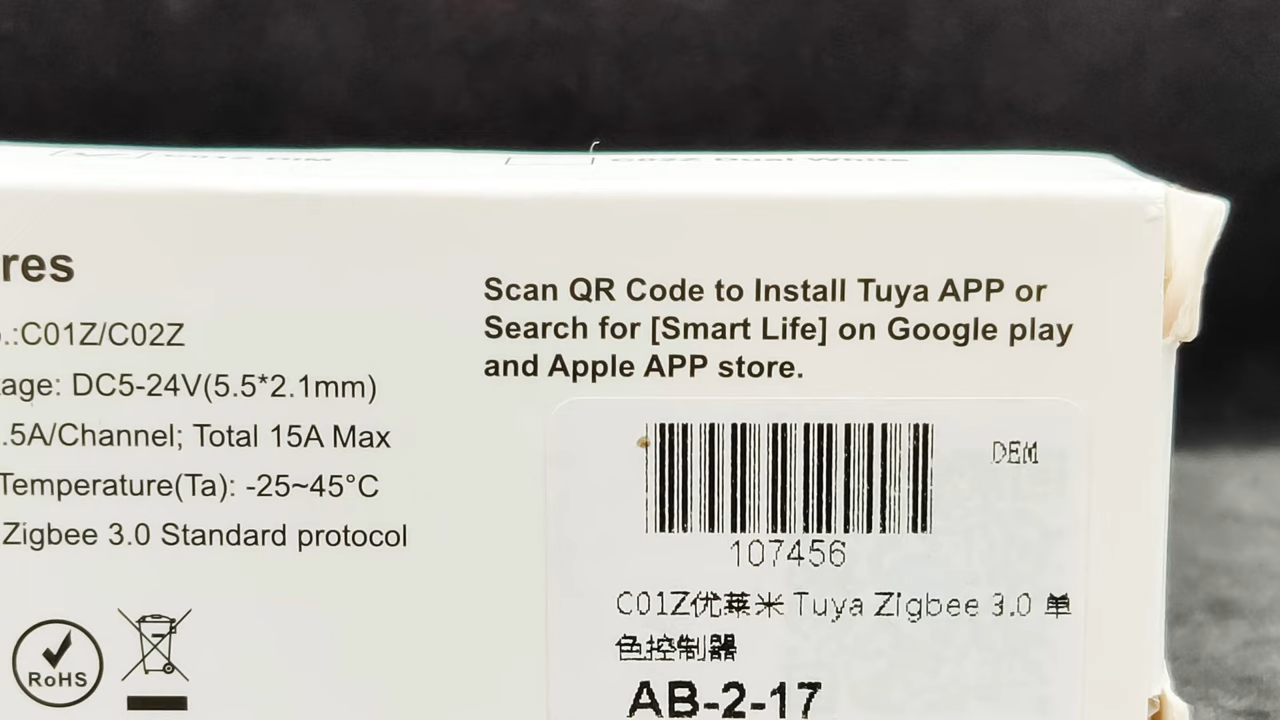 res
.:C01Z/C02Z
age: DC5-24V(5.5*2.1mm)
.5A/Channel; Total 15A Max
Temperature(Ta): -25~45°C
Zigbee 3.0 Standard protocol
RoHS
Scan QR Code to Install Tuya APP or
Search for [Smart Life] on Google play
and Apple APP store.
DEM
107456
C01Z优莱米 Tuya Zigbee 3.0 单
色控制器
AB-2-17